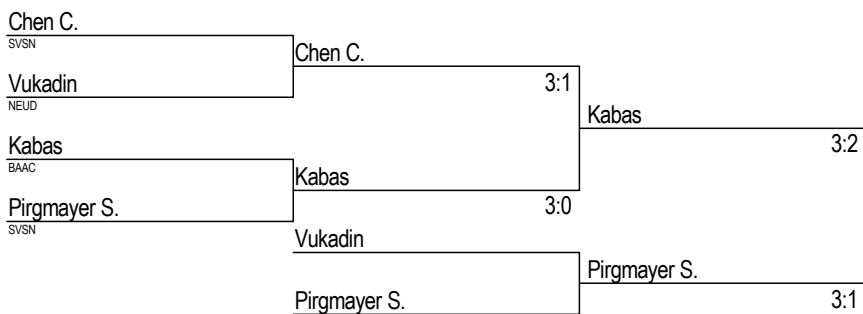 Chen C.
SVSN
Chen C.
Vukadin
3:1
NEUD
Kabas
Kabas
3:2
BAAC
Kabas
Pirgmayer S.
3:0
SVSN
Vukadin
Pirgmayer S.
Pirgmayer S.
3:1